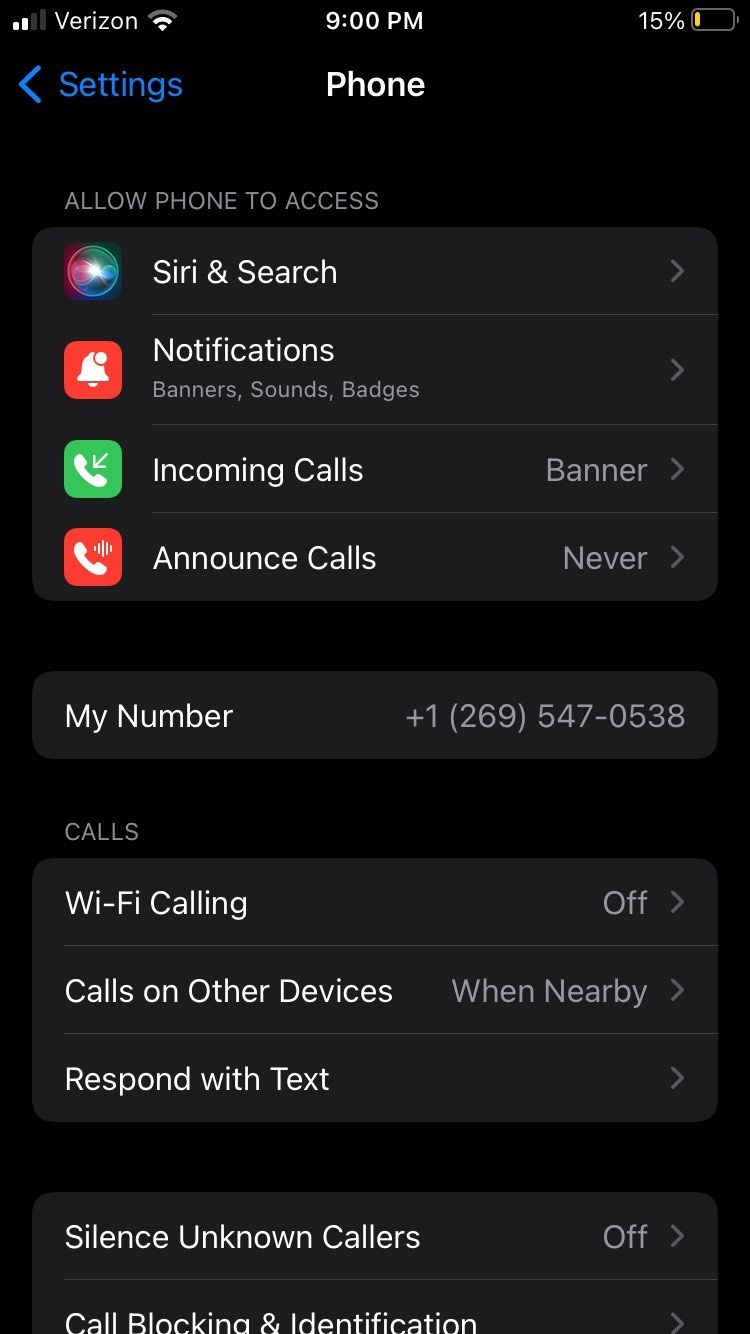 Verizon 9:00 PM 15%
Settings Phone
ALLOW PHONE TO ACCESS
Siri & Search
Notifications
Banners, Sounds, Badges
Incoming Calls Banner
Announce Calls Never
My Number +1 (269) 547-0538
CALLS
Wi-Fi Calling Off
Calls on Other Devices When Nearby
Respond with Text
Silence Unknown Callers Off
Call Blocking & Identification